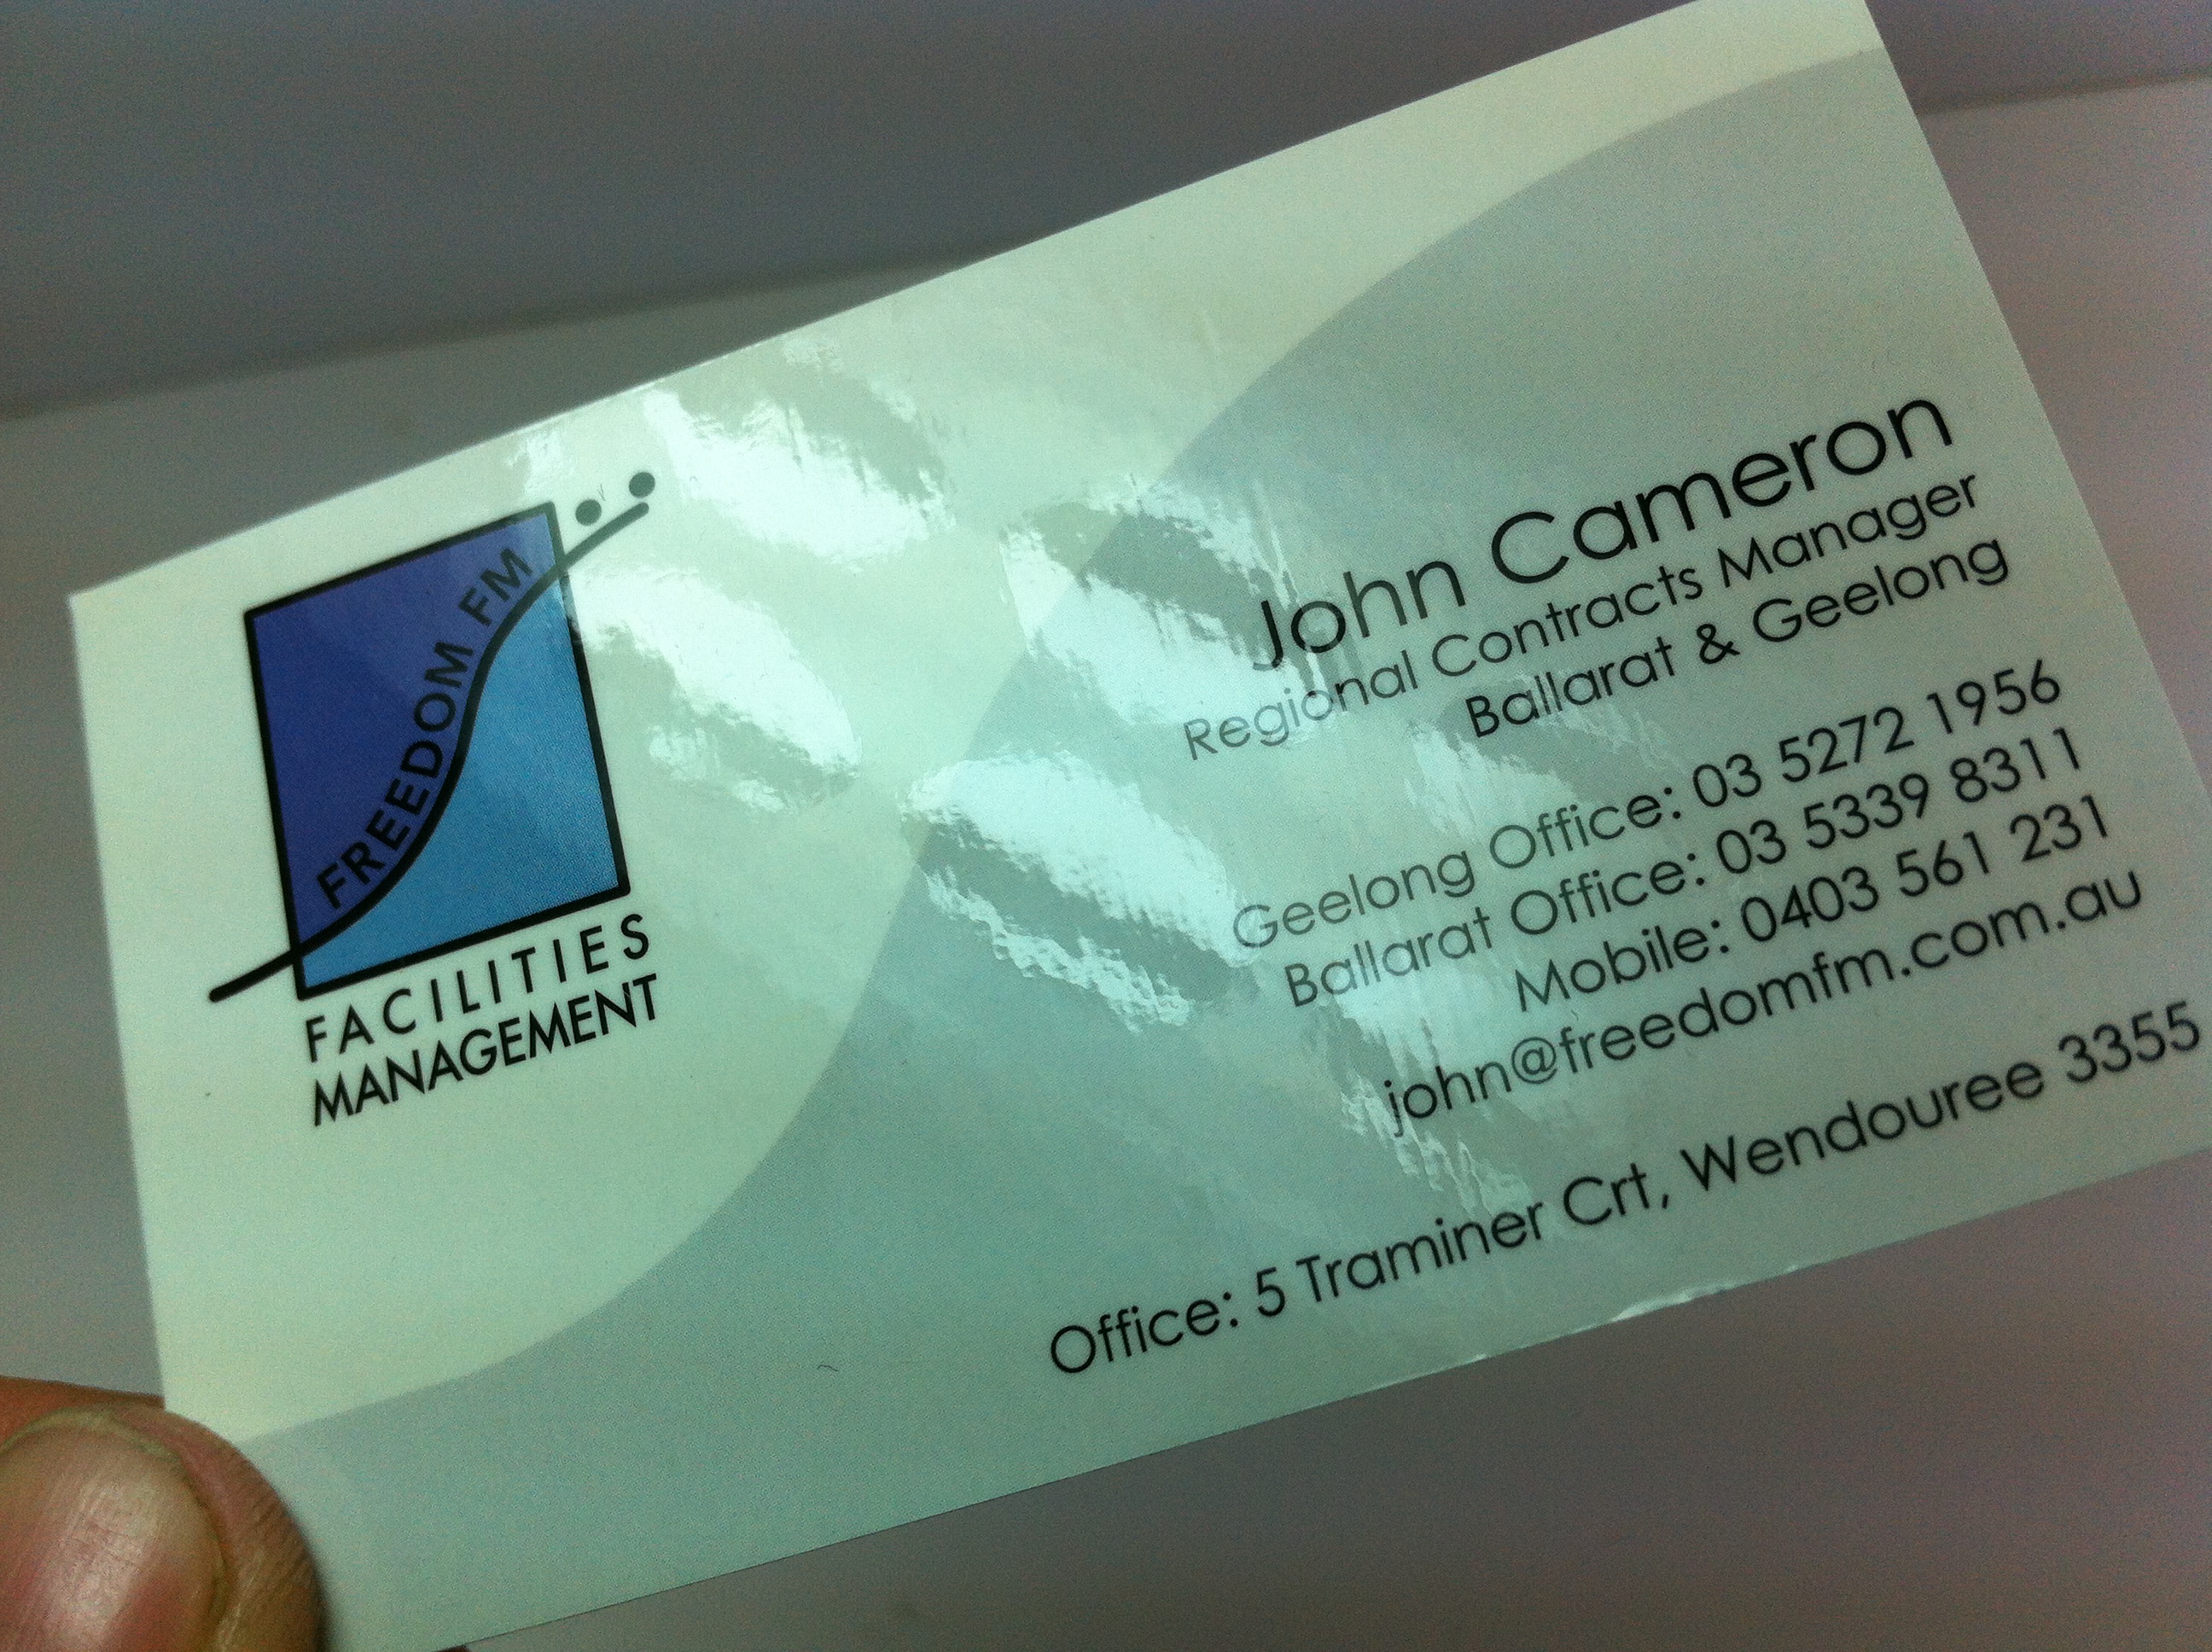 FREEDOM FM
FACILITIES
MANAGEMENT
John Cameron
Regional Contracts Manager
Ballarat & Geelong
Geelong Office: 03 5272 1956
Ballarat Office: 03 5339 8311
Mobile: 0403 561 231
john@freedomfm.com.au
Office: 5 Traminer Crt, Wendouree 3355